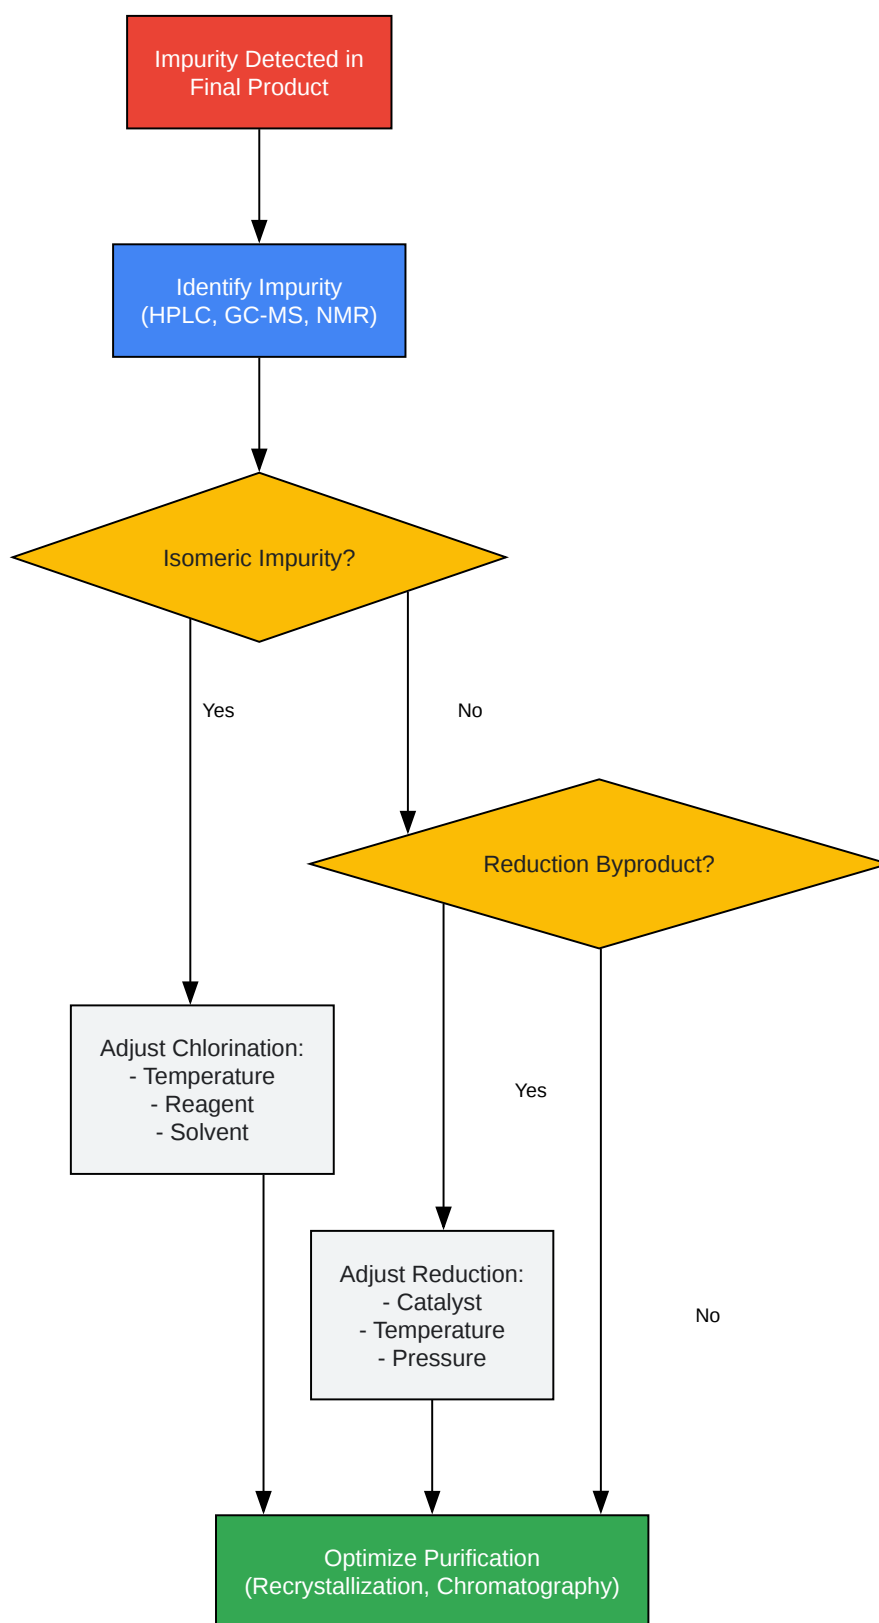 Impurity Detected in
Final Product
Identify Impurity
(HPLC, GC-MS, NMR)
Isomeric Impurity?
Yes
No
Reduction Byproduct?
Adjust Chlorination:
- Temperature
- Reagent
- Solvent
Yes
Adjust Reduction:
- Catalyst
- Temperature
- Pressure
No
Optimize Purification
(Recrystallization, Chromatography)